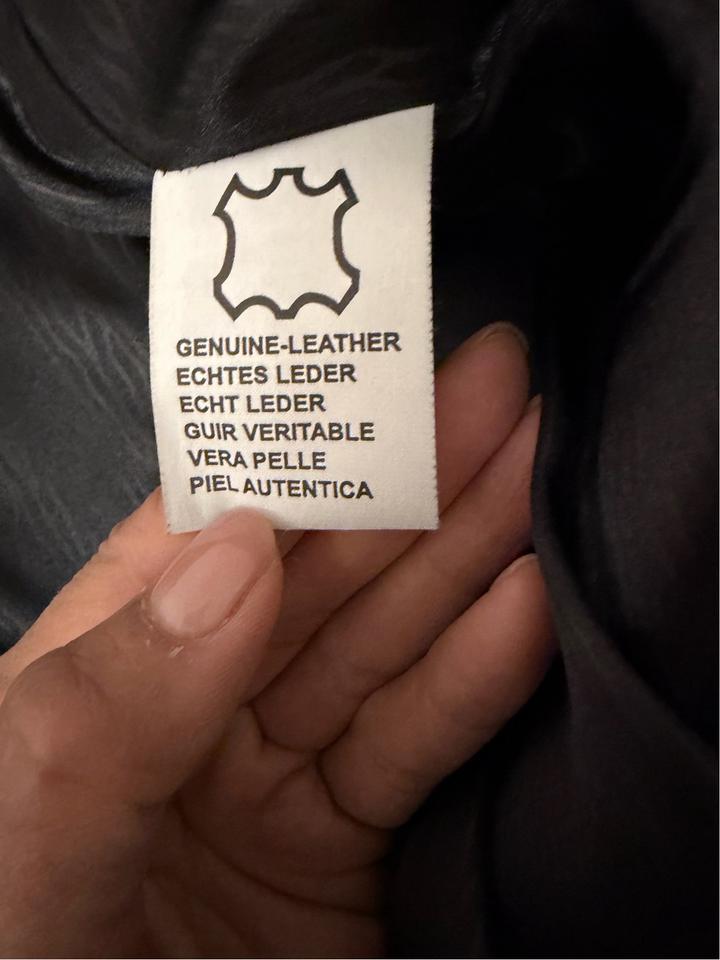 GENUINE-LEATHER
ECHTES LEDER
ECHT LEDER
GUIR VERITABLE
VERA PELLE
PIEL AUTENTICA